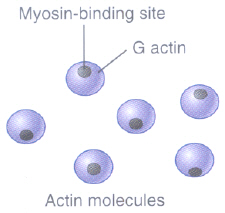 Myosin-binding site
G actin
Actin molecules